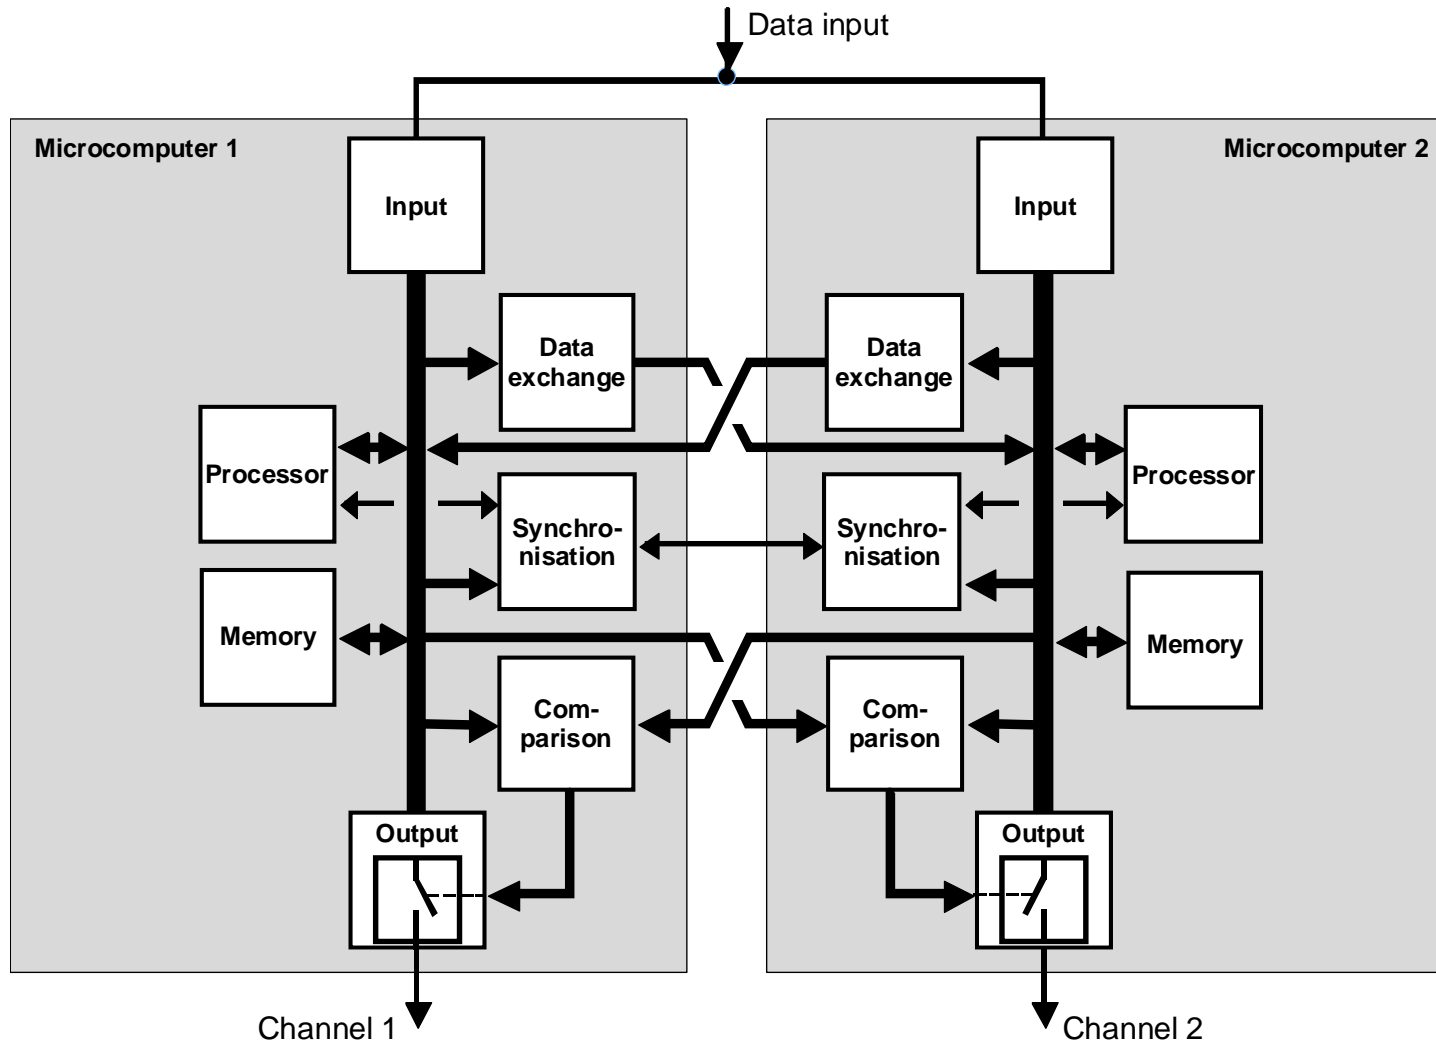 Data input
Microcomputer 1
Microcomputer 2
Input
Input
Data
exchange
Data
exchange
Processor
Processor
Synchro-
nisation
Synchro-
nisation
Memory
Memory
Com-
parison
Com-
parison
Output
Output
Channel 1
Channel 2